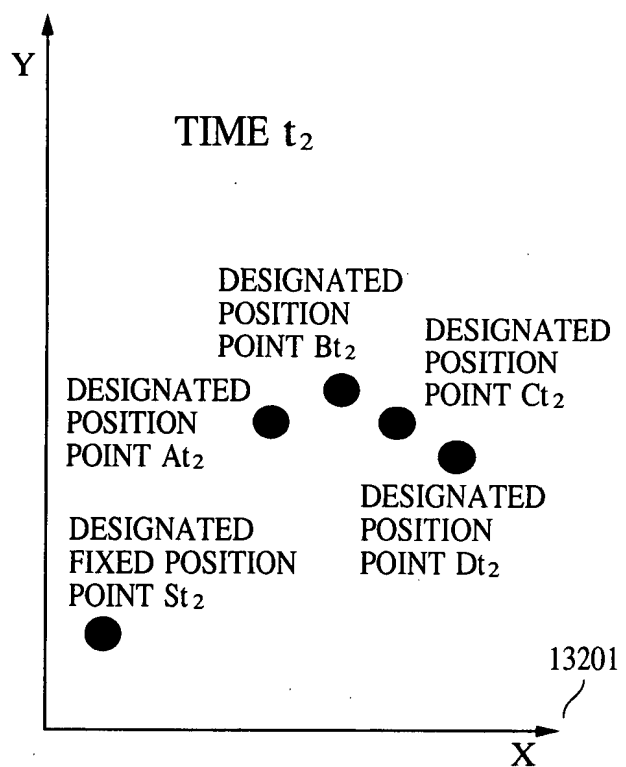 Y
TIME t₂
DESIGNATED
POSITION
POINT Bt₂
DESIGNATED
POSITION
POINT Ct₂
DESIGNATED
POSITION
POINT At₂
DESIGNATED
POSITION
POINT Dt₂
DESIGNATED
FIXED POSITION
POINT St₂
13201
X